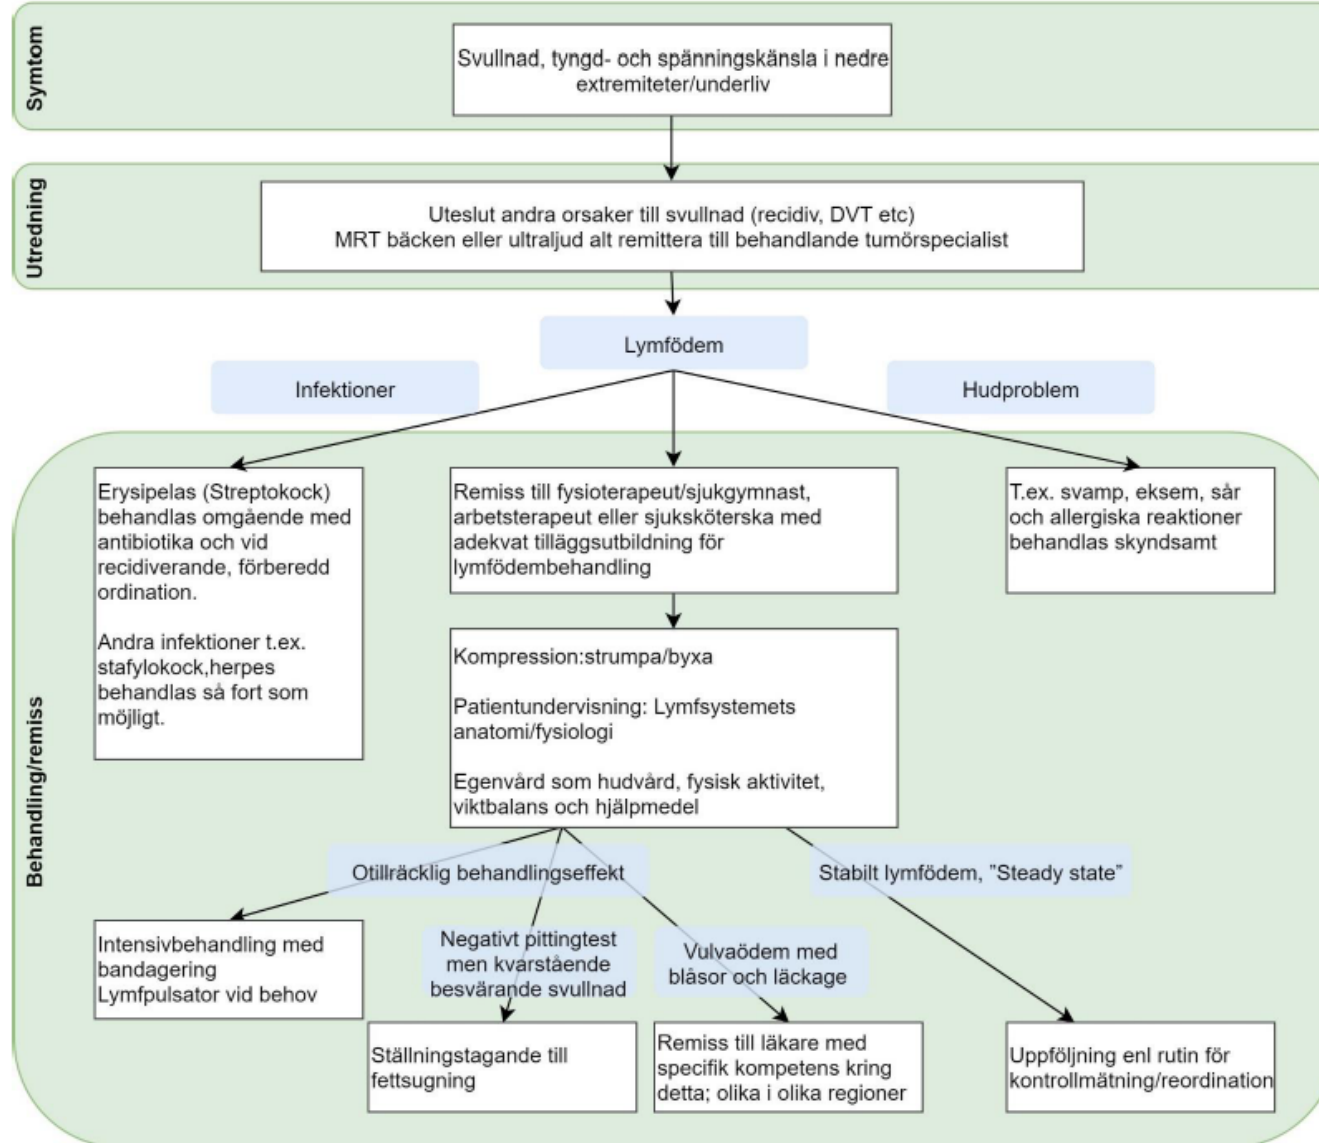 Symtom
Svullnad, tyngd- och spänningskänsla i nedre
extremiteter/underliv
Utredning
Uteslut andra orsaker till svullnad (recidiv, DVT etc)
MRT bäcken eller ultraljud alt remittera till behandlande tumörspecialist
Lymfödem
Infektioner
Hudproblem
Behandling/remiss
Erysipelas (Streptokock)
behandlas omgående med
antibiotika och vid
recidiverande, förberedd
ordination.
Andra infektioner t.ex.
stafylokock,herpes
behandlas så fort som
möjligt.
Remiss till fysioterapeut/sjukgymnast,
arbetsterapeut eller sjuksköterska med
adekvat tilläggsutbildning för
lymfödembehandling
T.ex. svamp, eksem, sår
och allergiska reaktioner
behandlas skyndsamt
Kompression:strumpa/byxa
Patientundervisning: Lymfsystemets
anatomi/fysiologi
Egenvård som hudvård, fysisk aktivitet,
viktbalans och hjälpmedel
Otillräcklig behandlingseffekt
Stabilt lymfödem, ”Steady state”
Intensivbehandling med
bandagering
Lymfpulsator vid behov
Negativt pittingtest
men kvarstående
besvärande svullnad
Vulvaödem med
blåsor och läckage
Ställningstagande till
fettsugning
Remiss till läkare med
specifik kompetens kring
detta; olika i olika regioner
Uppföljning enl rutin för
kontrollmätning/reordination